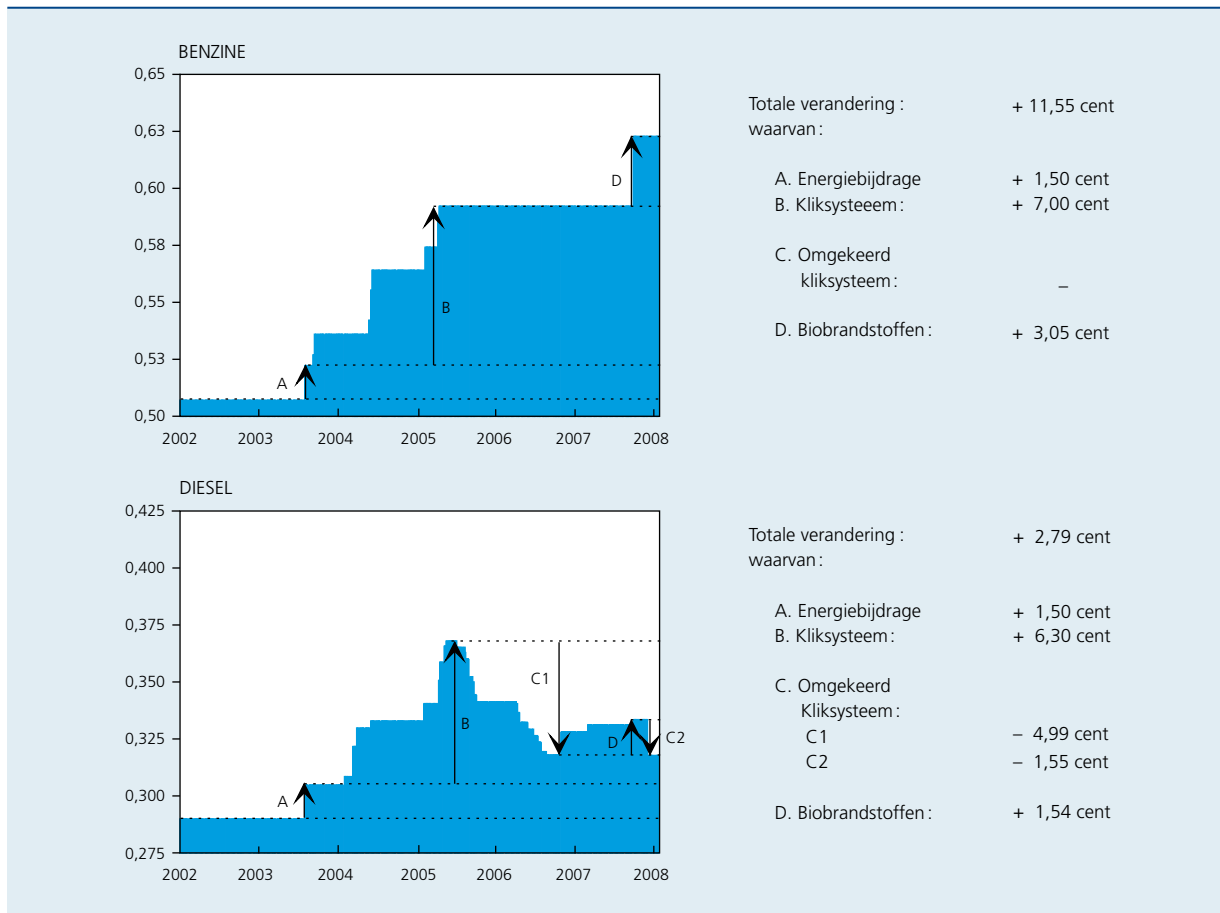 BENZINE
0,65
0,63
0,60
0,58
0,55
0,53
0,50
A
B
D
2002 2003 2004 2005 2006 2007 2008
Totale verandering : + 11,55 cent
waarvan :
A. Energiebijdrage + 1,50 cent
B. Kliksysteeem : + 7,00 cent
C. Omgekeerd
kliksysteem : –
D. Biobrandstoffen : + 3,05 cent
DIESEL
0,425
0,400
0,375
0,350
0,325
0,300
0,275
A
B
C1
D
C2
2002 2003 2004 2005 2006 2007 2008
Totale verandering : + 2,79 cent
waarvan :
A. Energiebijdrage + 1,50 cent
B. Kliksysteem : + 6,30 cent
C. Omgekeerd
Kliksysteem :
C1 – 4,99 cent
C2 – 1,55 cent
D. Biobrandstoffen : + 1,54 cent